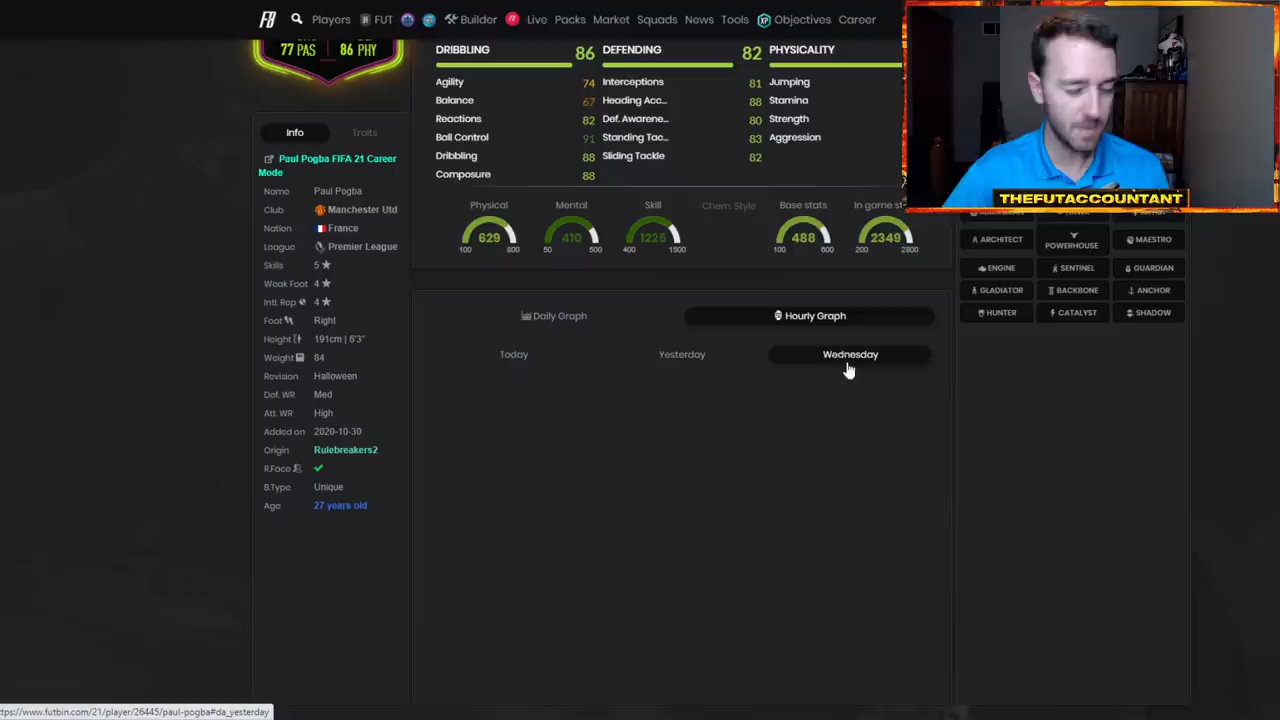 FB Players FUT Builder Live Packs Market Squads News Tools XP Objectives Career
77 PAS 86 PHY
DRIBBLING 86 DEFENDING 82 PHYSICALITY
Agility 74 Interceptions 81 Jumping
Balance 67 Heading Acc... 88 Stamina
Reactions 82 Def. Awarene... 80 Strength
Ball Control 91 Standing Tac... 83 Aggression
Dribbling 88 Sliding Tackle 82
Composure 88
THEFUTACCOUNTANT
Info Traits
Paul Pogba FIFA 21 Career
Mode
Name Paul Pogba
Club Manchester Utd
Nation France
League Premier League
Skills 5
Weak Foot 4
Intl. Rep 4
Foot Right
Height 191cm | 6'3"
Weight 84
Revision Halloween
Def. WR Med
Att. WR High
Added on 2020-10-30
Origin Rulebreakers2
R.Face
B.Type Unique
Age 27 years old
Physical Mental Skill Chem. Style Base stats In game st
629 410 1225 488 2349
100 800 50 500 400 1500 100 600 200 2800
ARCHITECT POWERHOUSE MAESTRO
ENGINE SENTINEL GUARDIAN
GLADIATOR BACKBONE ANCHOR
HUNTER CATALYST SHADOW
Daily Graph Hourly Graph
Today Yesterday Wednesday
ttps://www.futbin.com/21/player/26445/paul-pogba#da_yesterday